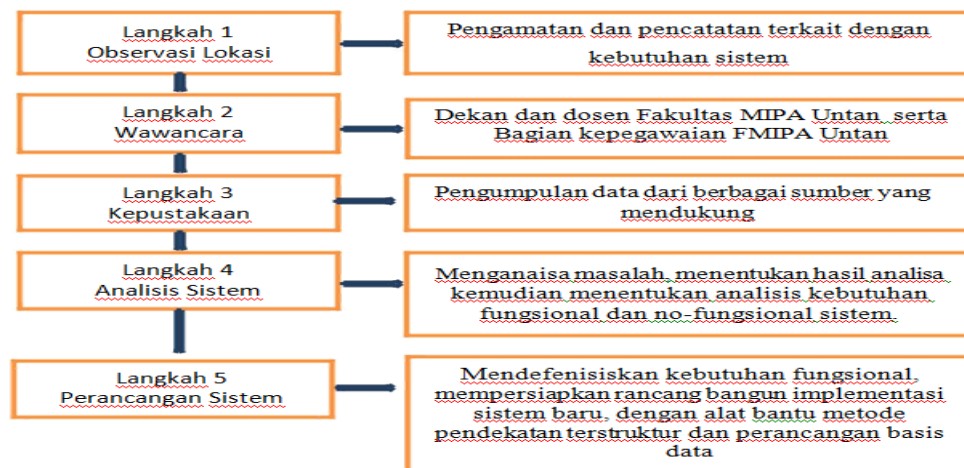 Langkah 1
Observasi Lokasi
Pengamatan dan pencatatan terkait dengan
kebutuhan sistem
Langkah 2
Wawancara
Dekan dan dosen Fakultas MIPA Untan serta
Bagian kepegawaian FMIPA Untan
Langkah 3
Kepustakaan
Pengumpulan data dari berbagai sumber yang
mendukung
Langkah 4
Analisis Sistem
Menganaisa masalah, menentukan hasil analisa
kemudian menentukan analisis kebutuhan
fungsional dan no-fungsional sistem.
Langkah 5
Perancangan Sistem
Mendefenisiskan kebutuhan fungsional,
mempersiapkan rancang bangun implementasi
sistem baru, dengan alat bantu metode
pendekatan terstruktur dan perancangan basis
data